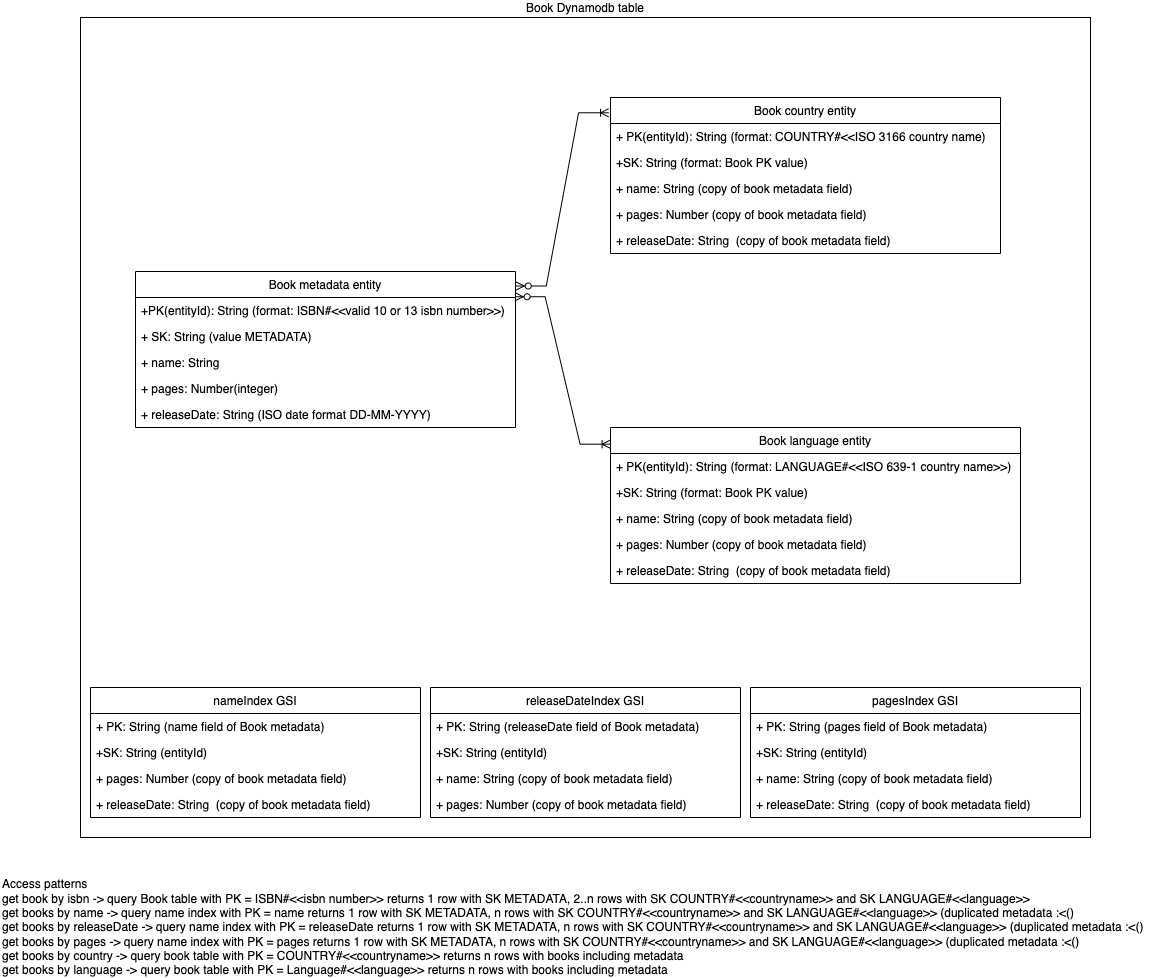 Book Dynamodb table
Book country entity
+ PK(entityId): String (format: COUNTRY#<<ISO 3166 country name)
+SK: String (format: Book PK value)
+ name: String (copy of book metadata field)
+ pages: Number (copy of book metadata field)
+ releaseDate: String  (copy of book metadata field)
Book metadata entity
+PK(entityId): String (format: ISBN#<<valid 10 or 13 isbn number>>)
+ SK: String (value METADATA)
+ name: String
+ pages: Number(integer)
+ releaseDate: String (ISO date format DD-MM-YYYY)
Book language entity
+ PK(entityId): String (format: LANGUAGE#<<ISO 639-1 country name>>)
+SK: String (format: Book PK value)
+ name: String (copy of book metadata field)
+ pages: Number (copy of book metadata field)
+ releaseDate: String  (copy of book metadata field)
nameIndex GSI
+ PK: String (name field of Book metadata)
+SK: String (entityId)
+ pages: Number (copy of book metadata field)
+ releaseDate: String  (copy of book metadata field)
releaseDateIndex GSI
+ PK: String (releaseDate field of Book metadata)
+SK: String (entityId)
+ name: String (copy of book metadata field)
+ pages: Number (copy of book metadata field)
pagesIndex GSI
+ PK: String (pages field of Book metadata)
+SK: String (entityId)
+ name: String (copy of book metadata field)
+ releaseDate: String  (copy of book metadata field)
Access patterns
get book by isbn -> query Book table with PK = ISBN#<<isbn number>> returns 1 row with SK METADATA, 2..n rows with SK COUNTRY#<<countryname>> and SK LANGUAGE#<<language>>
get books by name -> query name index with PK = name returns 1 row with SK METADATA, n rows with SK COUNTRY#<<countryname>> and SK LANGUAGE#<<language>> (duplicated metadata :<()
get books by releaseDate -> query name index with PK = releaseDate returns 1 row with SK METADATA, n rows with SK COUNTRY#<<countryname>> and SK LANGUAGE#<<language>> (duplicated metadata :<()
get books by pages -> query name index with PK = pages returns 1 row with SK METADATA, n rows with SK COUNTRY#<<countryname>> and SK LANGUAGE#<<language>> (duplicated metadata :<()
get books by country -> query book table with PK = COUNTRY#<<countryname>> returns n rows with books including metadata
get books by language -> query book table with PK = Language#<<language>> returns n rows with books including metadata